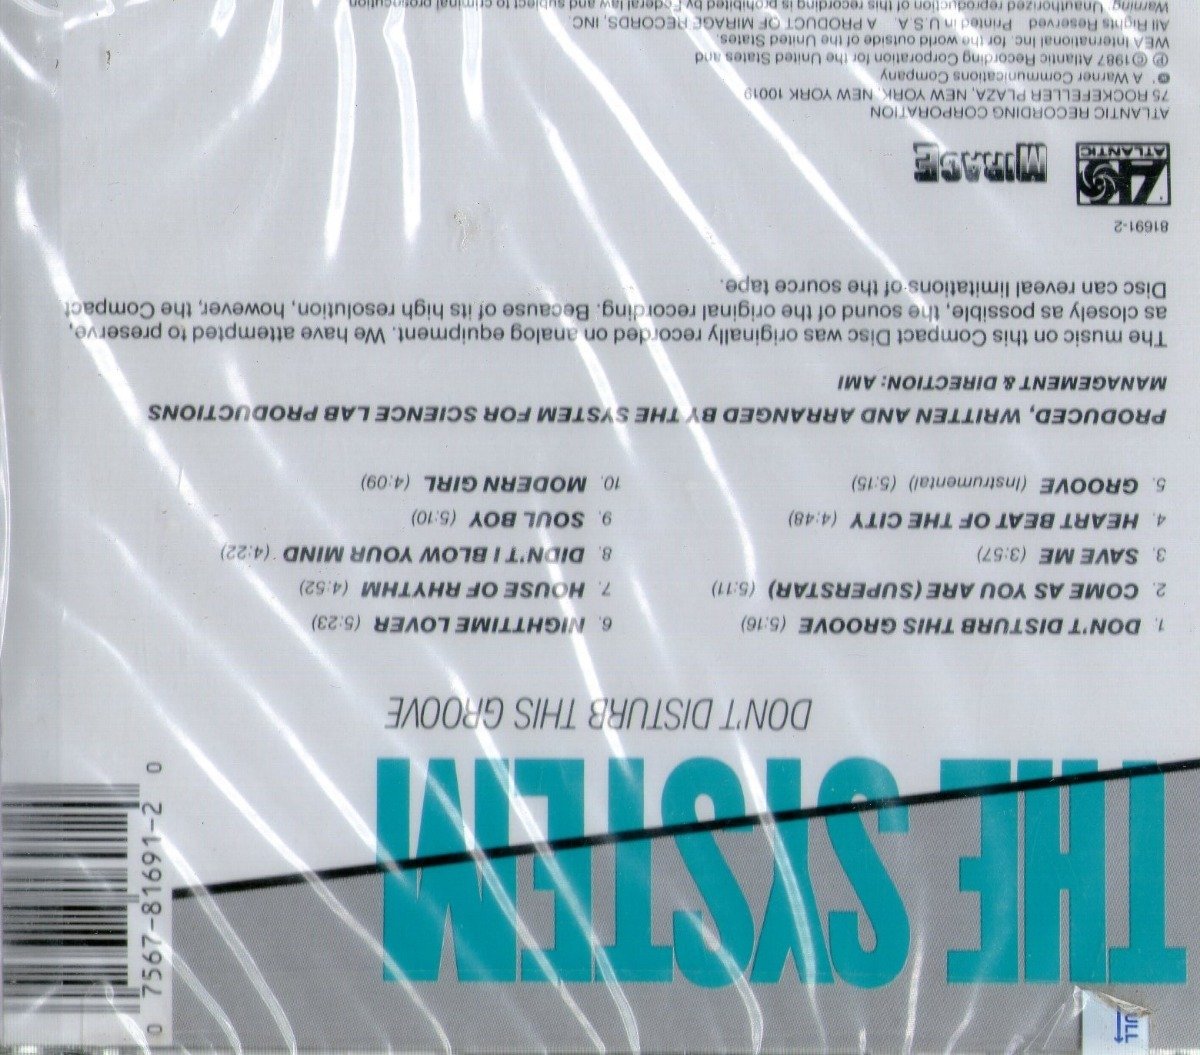 THE SYSTEM
DON'T DISTURB THIS GROOVE
1. DON'T DISTURB THIS GROOVE (5:16)
2. COME AS YOU ARE (SUPERSTAR) (5:11)
3. SAVE ME (3:57)
4. HEART BEAT OF THE CITY (4:48)
5. GROOVE (Instrumental) (5:15)
6. NIGHTTIME LOVER (5:23)
7. HOUSE OF RHYTHM (4:52)
8. DIDN'T I BLOW YOUR MIND (4:22)
9. SOUL BOY (5:10)
10. MODERN GIRL (4:09)
PRODUCED, WRITTEN AND ARRANGED BY THE SYSTEM FOR SCIENCE LAB PRODUCTIONS
MANAGEMENT & DIRECTION: AMI
The music on this Compact Disc was originally recorded on analog equipment. We have attempted to preserve,
as closely as possible, the sound of the original recording. Because of its high resolution, however, the Compact
Disc can reveal limitations of the source tape.
81691-2
ATLANTIC
MIRAGE
ATLANTIC RECORDING CORPORATION
75 ROCKEFELLER PLAZA, NEW YORK, NEW YORK 10019
A Warner Communications Company
℗ © 1987 Atlantic Recording Corporation for the United States and
WEA International Inc. for the world outside of the United States.
All Rights Reserved Printed in U.S.A. A PRODUCT OF MIRAGE RECORDS, INC.
Warning: Unauthorized reproduction of this recording is prohibited by Federal law and subject to criminal prosecution.
0 7567-81691-2 0